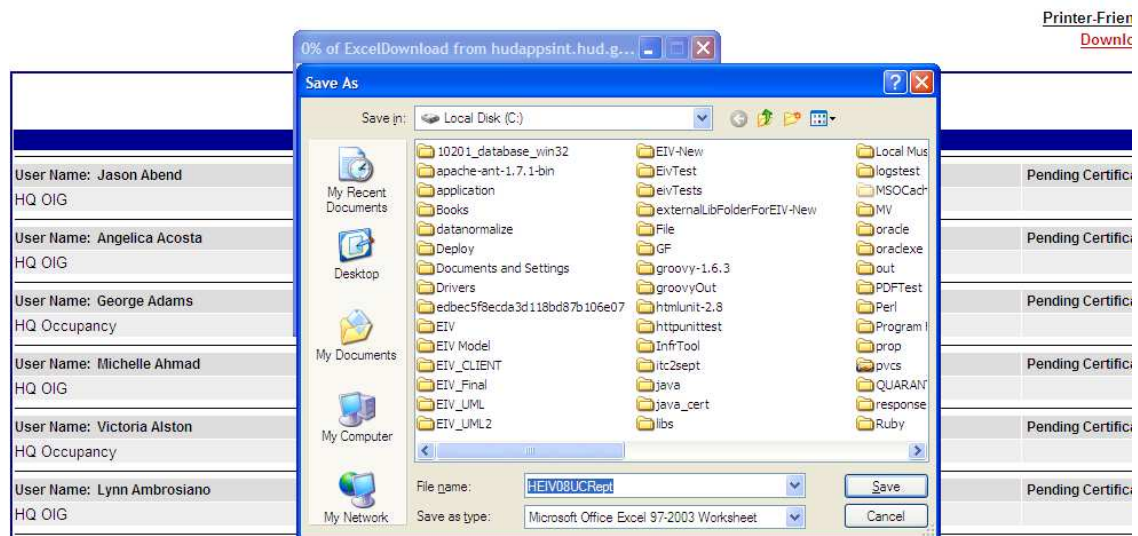 Printer-Frien
Downlo
0% of ExcelDownload from hudappsint.hud.g...
Save As
Save in: Local Disk (C:)
My Recent Documents
Desktop
My Documents
My Computer
My Network
10201_database_win32
apache-ant-1.7.1-bin
application
Books
datanormalize
Deploy
Documents and Settings
Drivers
edbec5f8ecda3d118bd87b106e07
EIV
EIV Model
EIV_CLIENT
EIV_Final
EIV_UML
EIV_UML2
EIV-New
EivTest
eivTests
externalLibFolderForEIV-New
File
GF
groovy-1.6.3
groovyOut
htmlunit-2.8
httpunittest
InfrTool
itc2sept
java
java_cert
libs
Local Mus
logstest
MSOCach
MV
oracle
oraclexe
out
PDFTest
Perl
Program
prop
pvcs
QUARAN
response
Ruby
File name: HEIV08UCRept
Save
Save as type: Microsoft Office Excel 97-2003 Worksheet
Cancel
User Name: Jason Abend
Pending Certifica
HQ OIG
User Name: Angelica Acosta
Pending Certifica
HQ OIG
User Name: George Adams
Pending Certifica
HQ Occupancy
User Name: Michelle Ahmad
Pending Certifica
HQ OIG
User Name: Victoria Alston
Pending Certifica
HQ Occupancy
User Name: Lynn Ambrosiano
Pending Certifica
HQ OIG